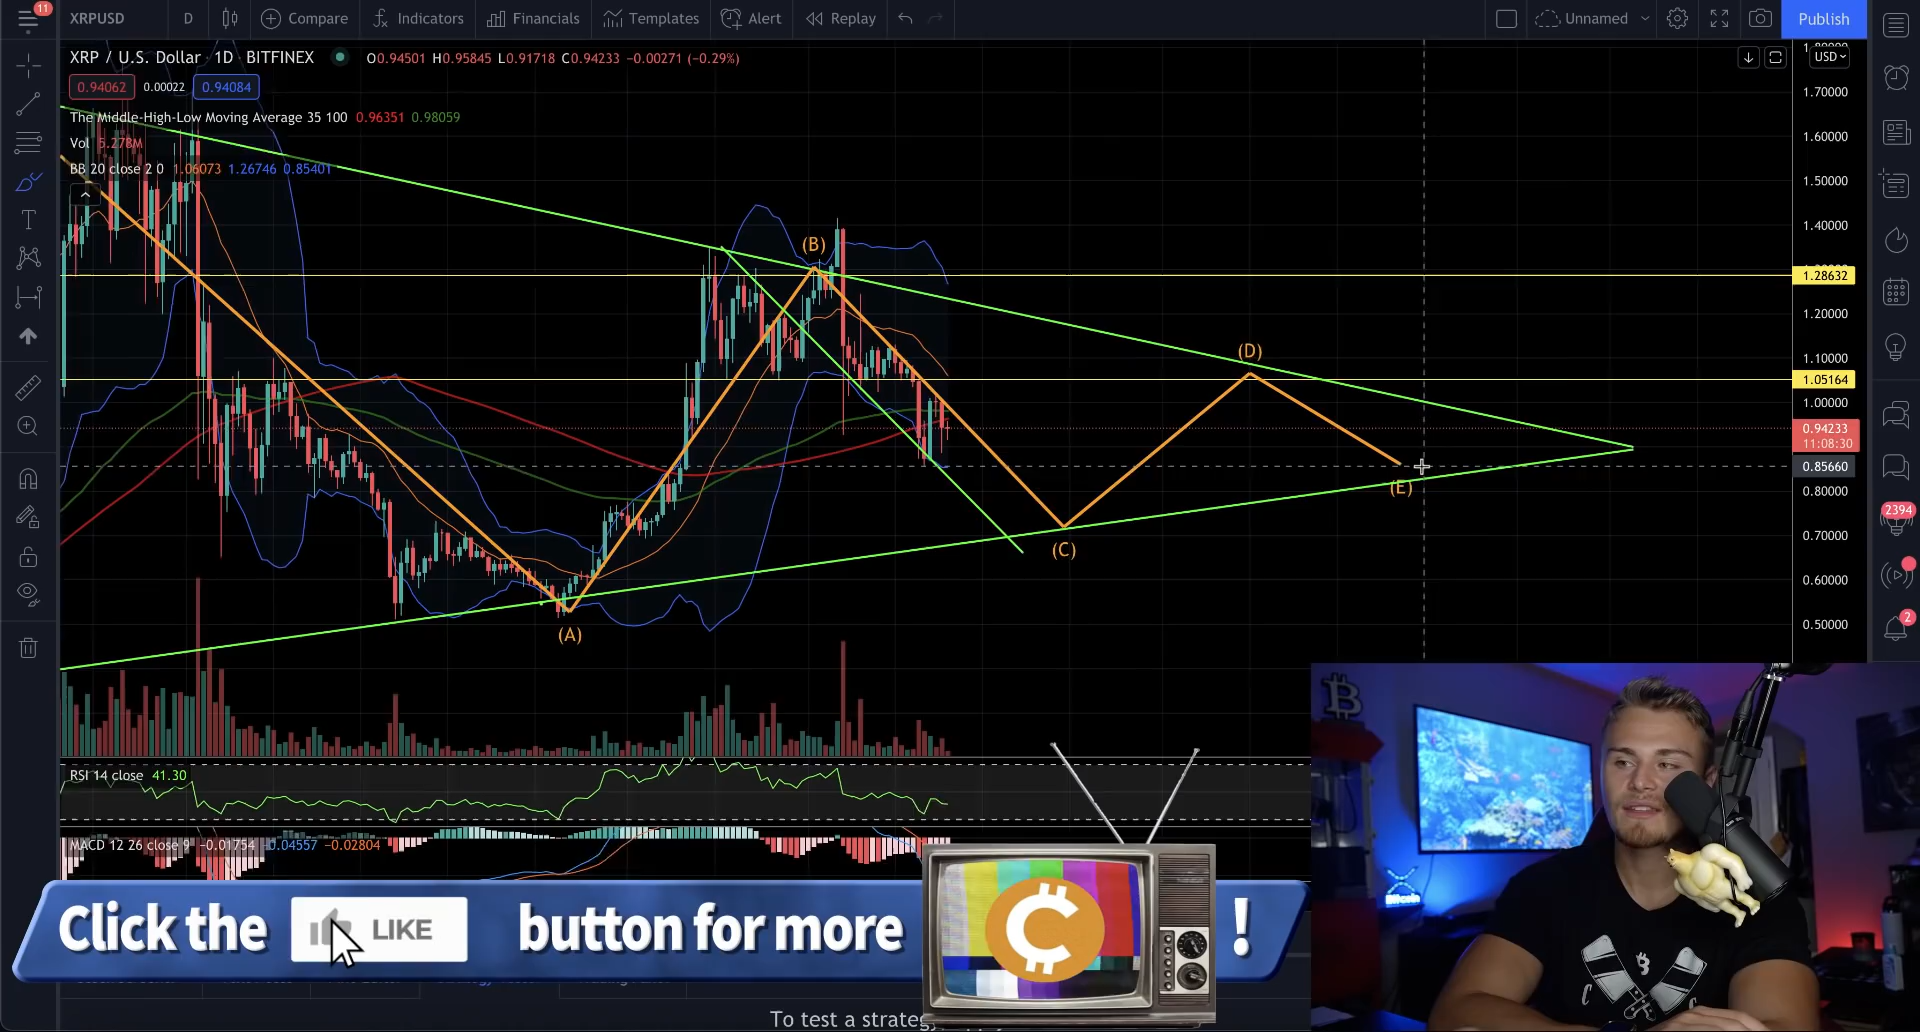 11
XRPUSD D Compare Indicators Financials Templates Alert Replay Unnamed Publish
XRP / U.S. Dollar · 1D · BITFINEX O0.94501 H0.95845 L0.91718 C0.94233 −0.00271 (−0.29%)
0.94062 0.00022 0.94084
The Middle-High-Low Moving Average 35 100 0.96351 0.98059
Vol 5.278M
BB 20 close 2 0 1.06073 1.26746 0.85401
USD
1.70000
1.60000
1.50000
1.40000
1.28632
1.20000
1.10000
1.05164
1.00000
0.94233
11:08:30
0.85660
0.80000
0.70000
0.60000
0.50000
(B)
(D)
(E)
(C)
(A)
2394
2
RSI 14 close 41.30
MACD 12 26 close 9 −0.01754 −0.04557 −0.02804
Click the LIKE button for more !
Bitcoin
To test a strategy